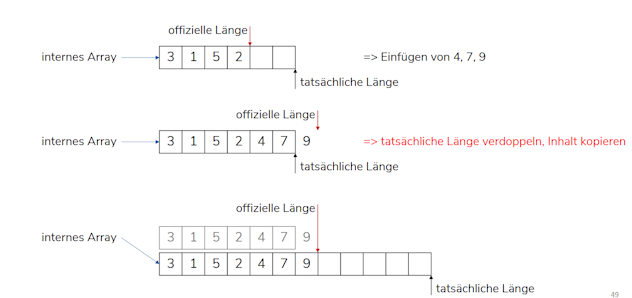 offizielle Länge
internes Array 3 1 5 2 => Einfügen von 4, 7, 9
tatsächliche Länge
offizielle Länge
internes Array 3 1 5 2 4 7 9 => tatsächliche Länge verdoppeln, Inhalt kopieren
tatsächliche Länge
offizielle Länge
internes Array 3 1 5 2 4 7 9
3 1 5 2 4 7 9
tatsächliche Länge
49